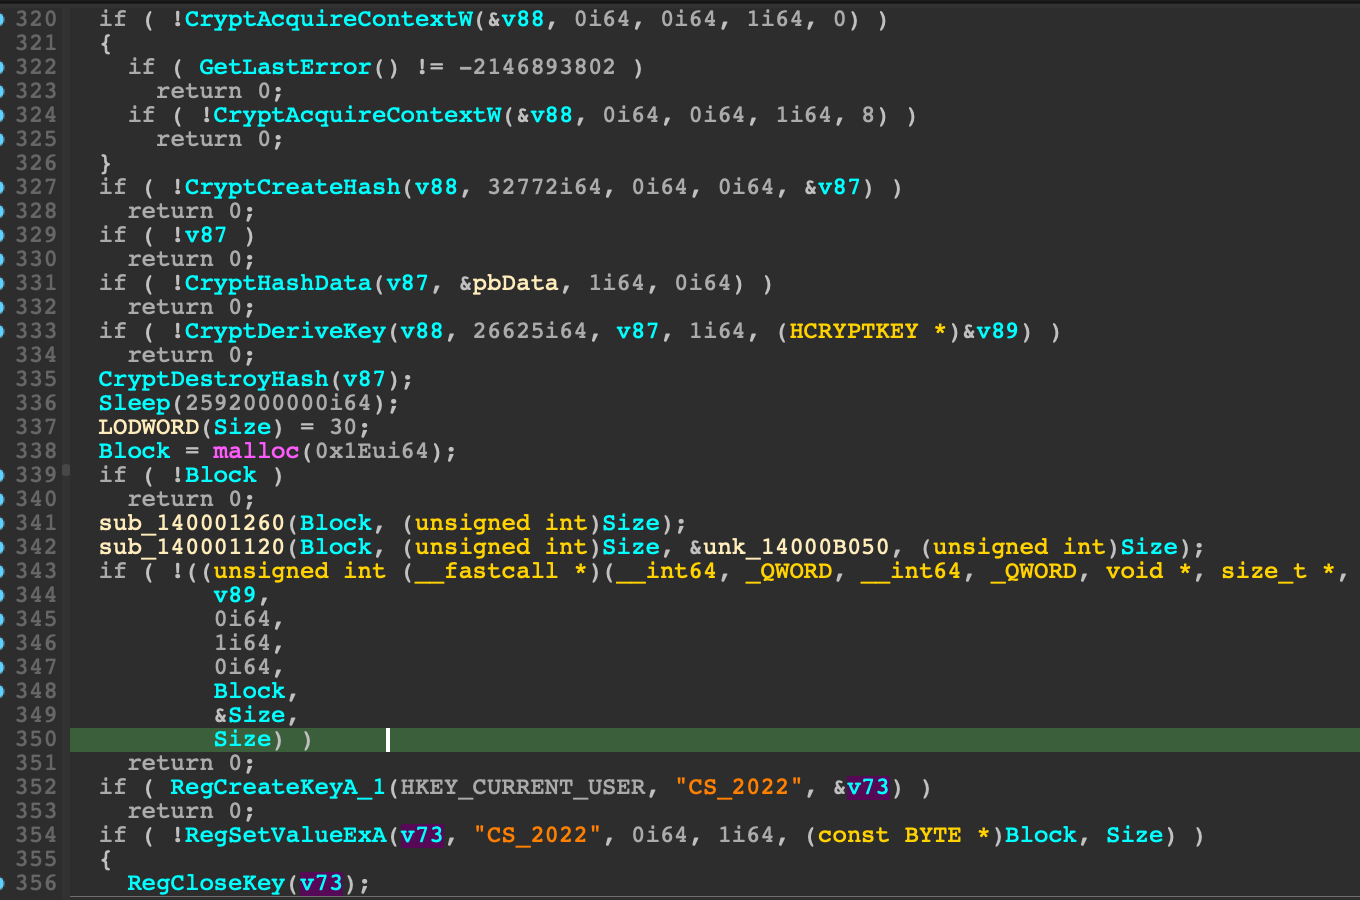 320 if ( !CryptAcquireContextW(&v88, 0i64, 0i64, 1i64, 0) )
321 {
322 if ( GetLastError() != -2146893802 )
323 return 0;
324 if ( !CryptAcquireContextW(&v88, 0i64, 0i64, 1i64, 8) )
325 return 0;
326 }
327 if ( !CryptCreateHash(v88, 32772i64, 0i64, 0i64, &v87) )
328 return 0;
329 if ( !v87 )
330 return 0;
331 if ( !CryptHashData(v87, &pbData, 1i64, 0i64) )
332 return 0;
333 if ( !CryptDeriveKey(v88, 26625i64, v87, 1i64, (HCRYPTKEY *)&v89) )
334 return 0;
335 CryptDestroyHash(v87);
336 Sleep(2592000000i64);
337 LODWORD(Size) = 30;
338 Block = malloc(0x1Eui64);
339 if ( !Block )
340 return 0;
341 sub_140001260(Block, (unsigned int)Size);
342 sub_140001120(Block, (unsigned int)Size, &unk_14000B050, (unsigned int)Size);
343 if ( !((unsigned int (__fastcall *)(__int64, _QWORD, __int64, _QWORD, void *, size_t *,
344 v89,
345 0i64,
346 1i64,
347 0i64,
348 Block,
349 &Size,
350 Size) )
351 return 0;
352 if ( RegCreateKeyA_1(HKEY_CURRENT_USER, "CS_2022", &v73) )
353 return 0;
354 if ( !RegSetValueExA(v73, "CS_2022", 0i64, 1i64, (const BYTE *)Block, Size) )
355 {
356 RegCloseKey(v73);